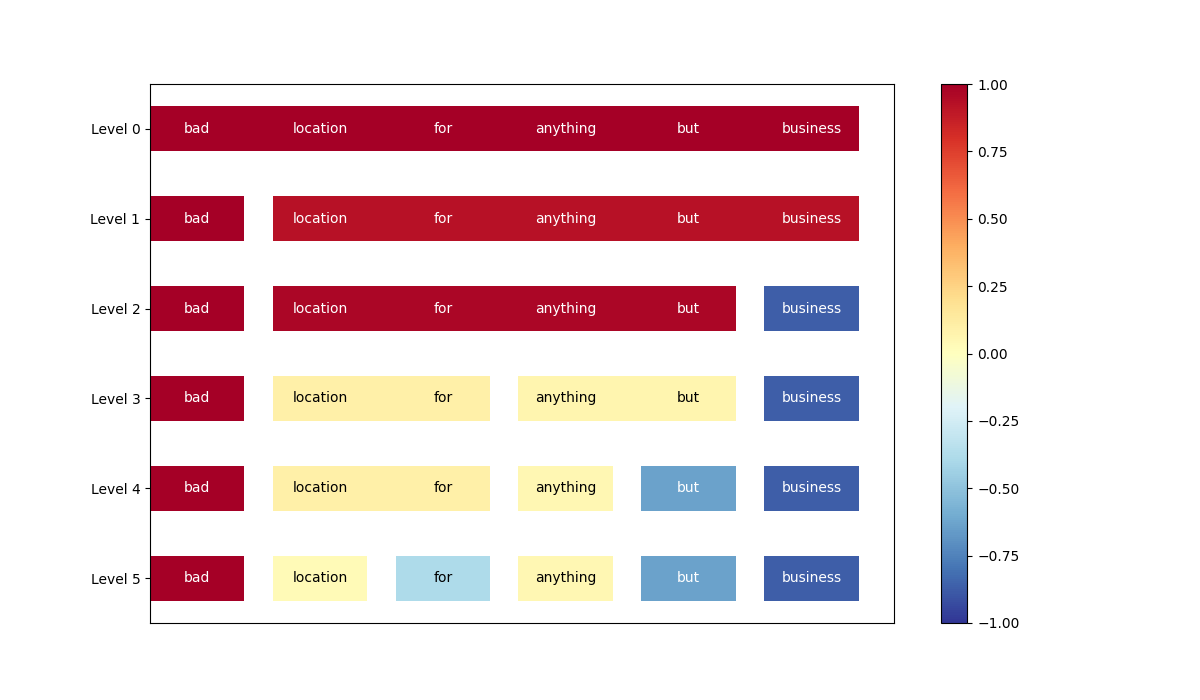 Level 0 bad location for anything but business
Level 1 bad location for anything but business
Level 2 bad location for anything but business
Level 3 bad location for anything but business
Level 4 bad location for anything but business
Level 5 bad location for anything but business
1.00
0.75
0.50
0.25
0.00
−0.25
−0.50
−0.75
−1.00